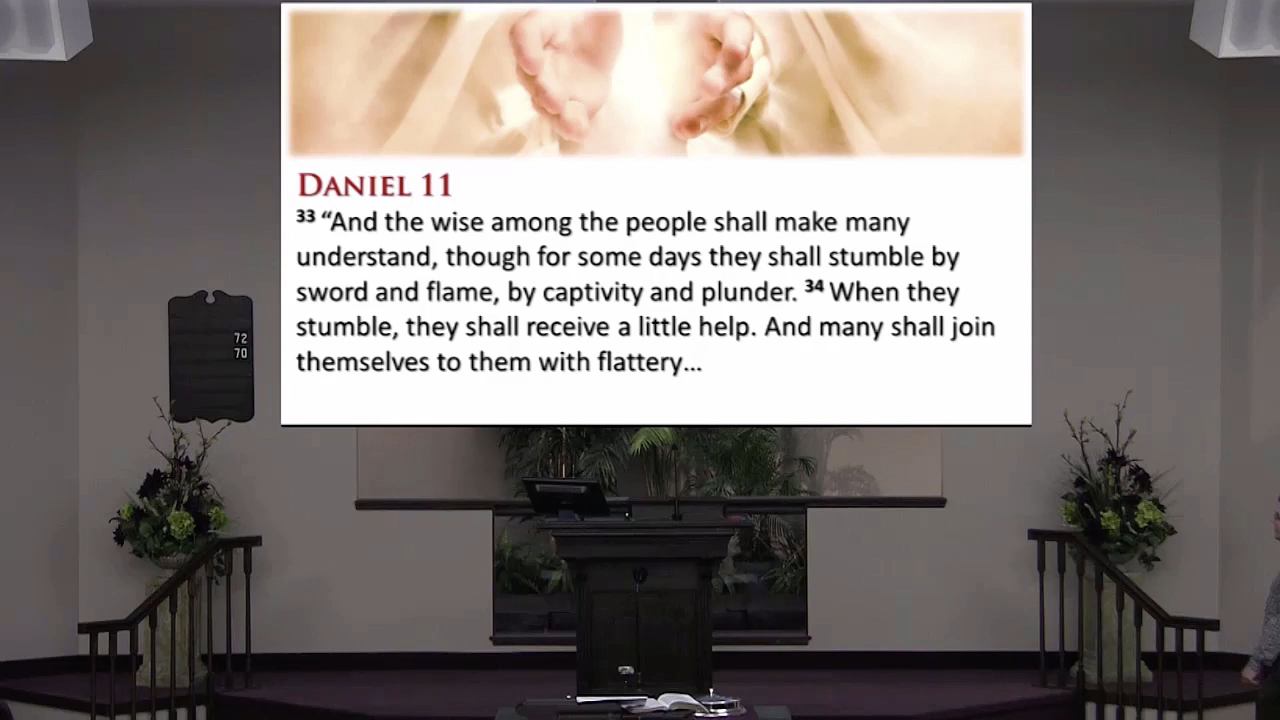 DANIEL 11
33 “And the wise among the people shall make many
understand, though for some days they shall stumble by
sword and flame, by captivity and plunder. 34 When they
stumble, they shall receive a little help. And many shall join
themselves to them with flattery…
72
70